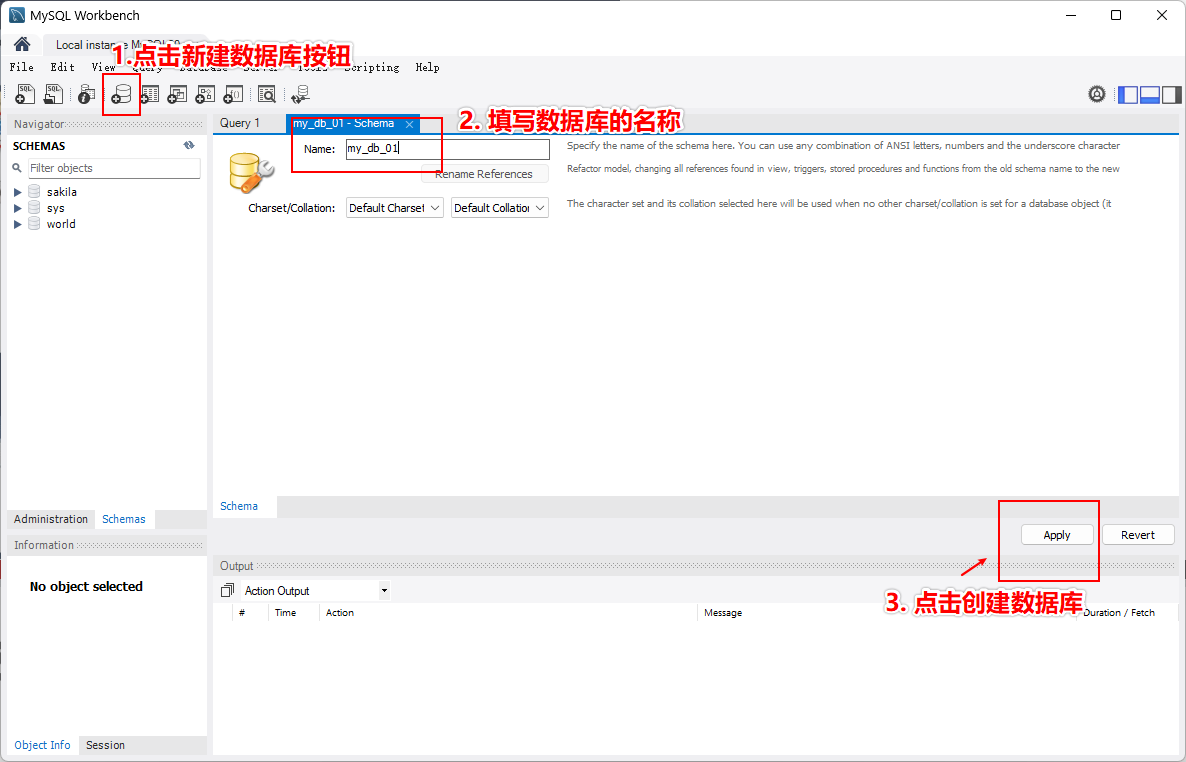 MySQL Workbench
Local instance MySQL80
1.点击新建数据库按钮
File Edit View Query Database Server Tools Scripting Help
Navigator
SCHEMAS
Filter objects
sakila
sys
world
Query 1
my_db_01 - Schema
2. 填写数据库的名称
Name: my_db_01
Specify the name of the schema here. You can use any combination of ANSI letters, numbers and the underscore character
Rename References
Refactor model, changing all references found in view, triggers, stored procedures and functions from the old schema name to the new
Charset/Collation: Default Charset Default Collation
The character set and its collation selected here will be used when no other charset/collation is set for a database object (it
Schema
Administration Schemas
Apply Revert
Information
No object selected
Output
Action Output
3. 点击创建数据库
# Time Action Message Duration / Fetch
Object Info Session